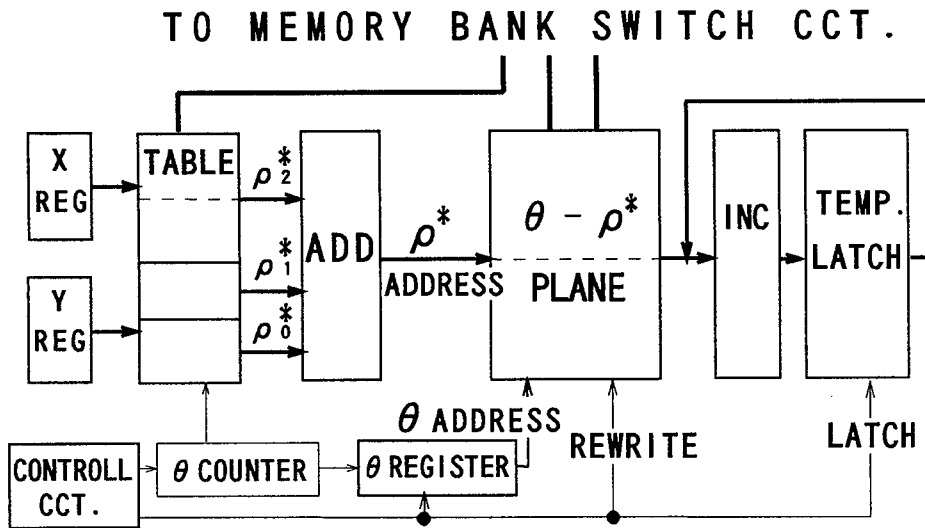 TO MEMORY BANK SWITCH CCT.
X
REG
TABLE
ρ*2
ρ*1
ρ*0
Y
REG
ADD
ρ*
ADDRESS
θ - ρ*
PLANE
INC
TEMP.
LATCH
θ ADDRESS
REWRITE
LATCH
CONTROLL
CCT.
θ COUNTER
θ REGISTER